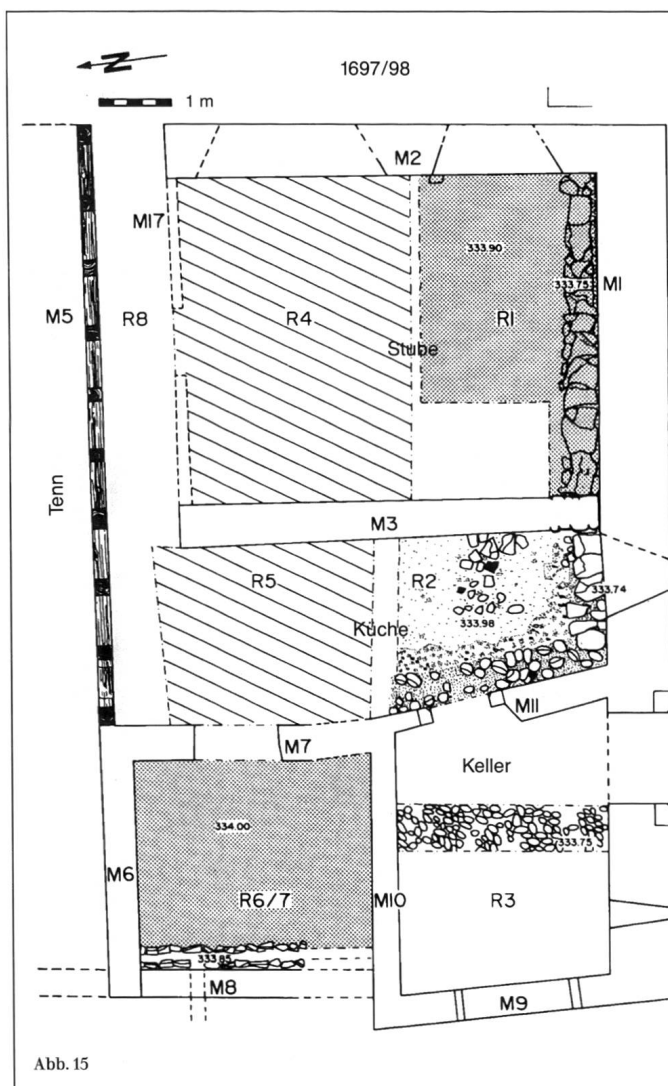 N
1697/98
1 m
M2
M17
333.90
M5
R8
R4
R1
333.75
M1
Stube
Tenn
M3
R5
R2
333.74
333.98
Küche
M7
M11
Keller
334.00
333.75
M6
R6/7
M10
R3
333.85
M8
M9
Abb. 15